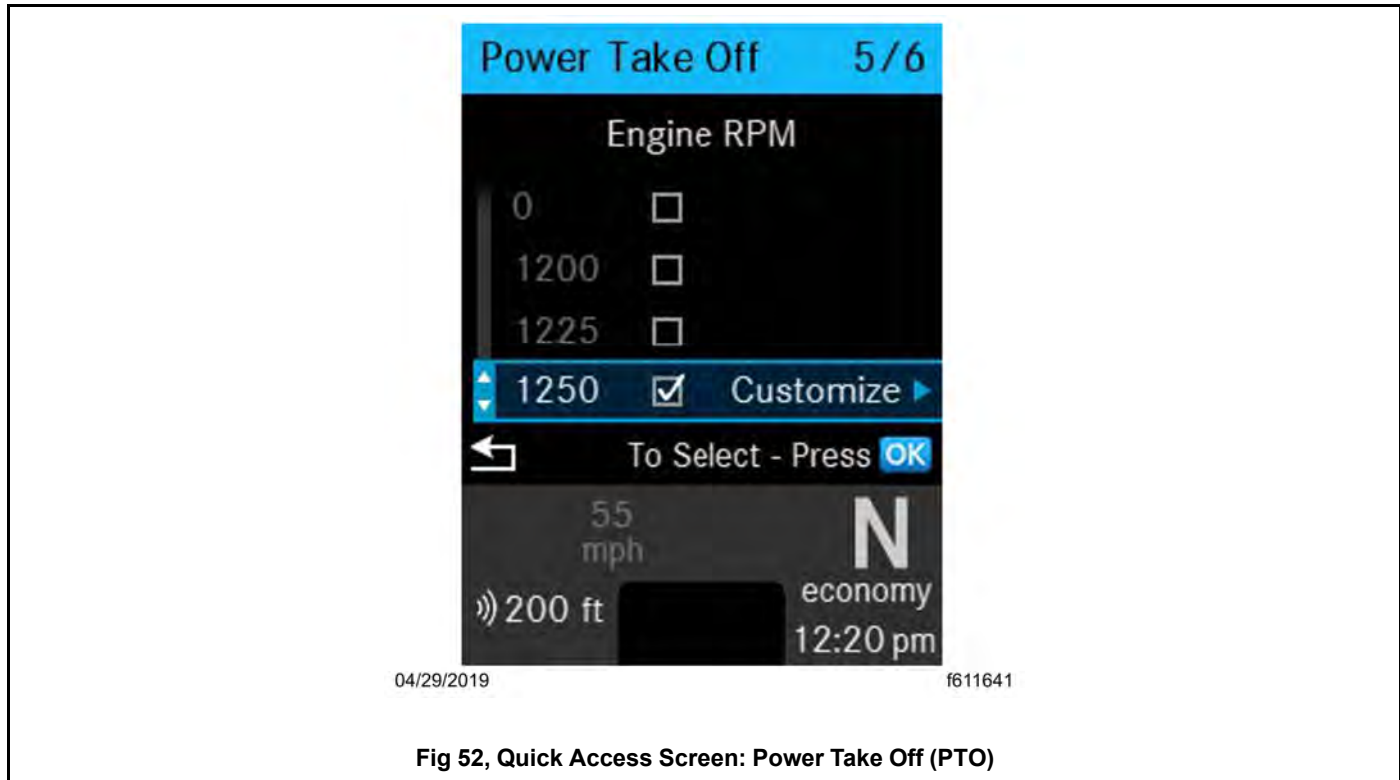 Power Take Off 5/6
Engine RPM
0
1200
1225
1250 Customize
To Select - Press OK
55
mph
N
economy
200 ft
12:20 pm
04/29/2019 f611641
Fig 52, Quick Access Screen: Power Take Off (PTO)